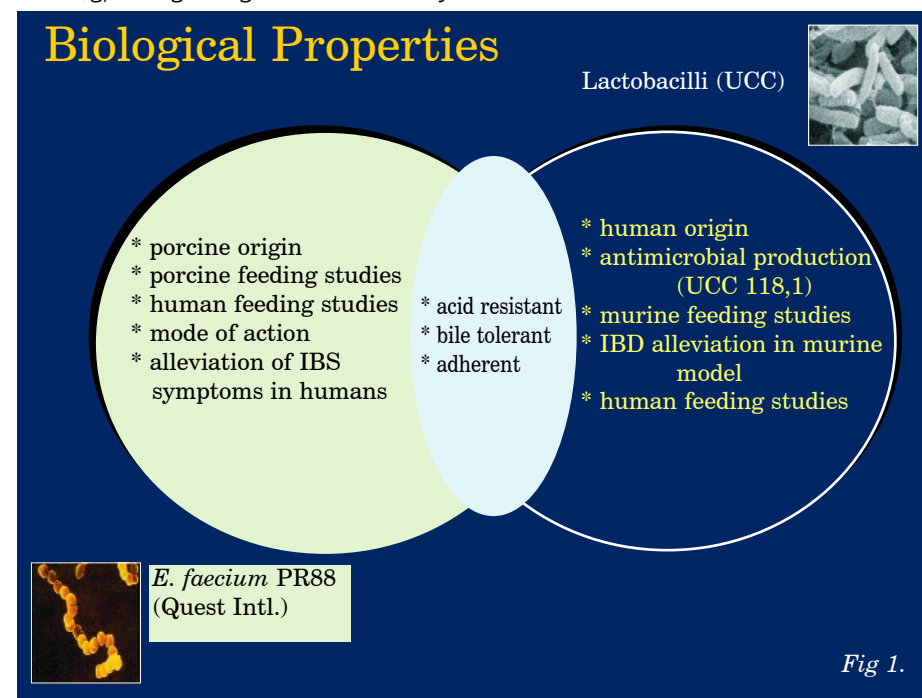 Biological Properties
Lactobacilli (UCC)
* porcine origin
* porcine feeding studies
* human feeding studies
* mode of action
* alleviation of IBS
symptoms in humans
* acid resistant
* bile tolerant
* adherent
* human origin
* antimicrobial production
(UCC 118,1)
* murine feeding studies
* IBD alleviation in murine
model
* human feeding studies
E. faecium PR88
(Quest Intl.)
Fig 1.